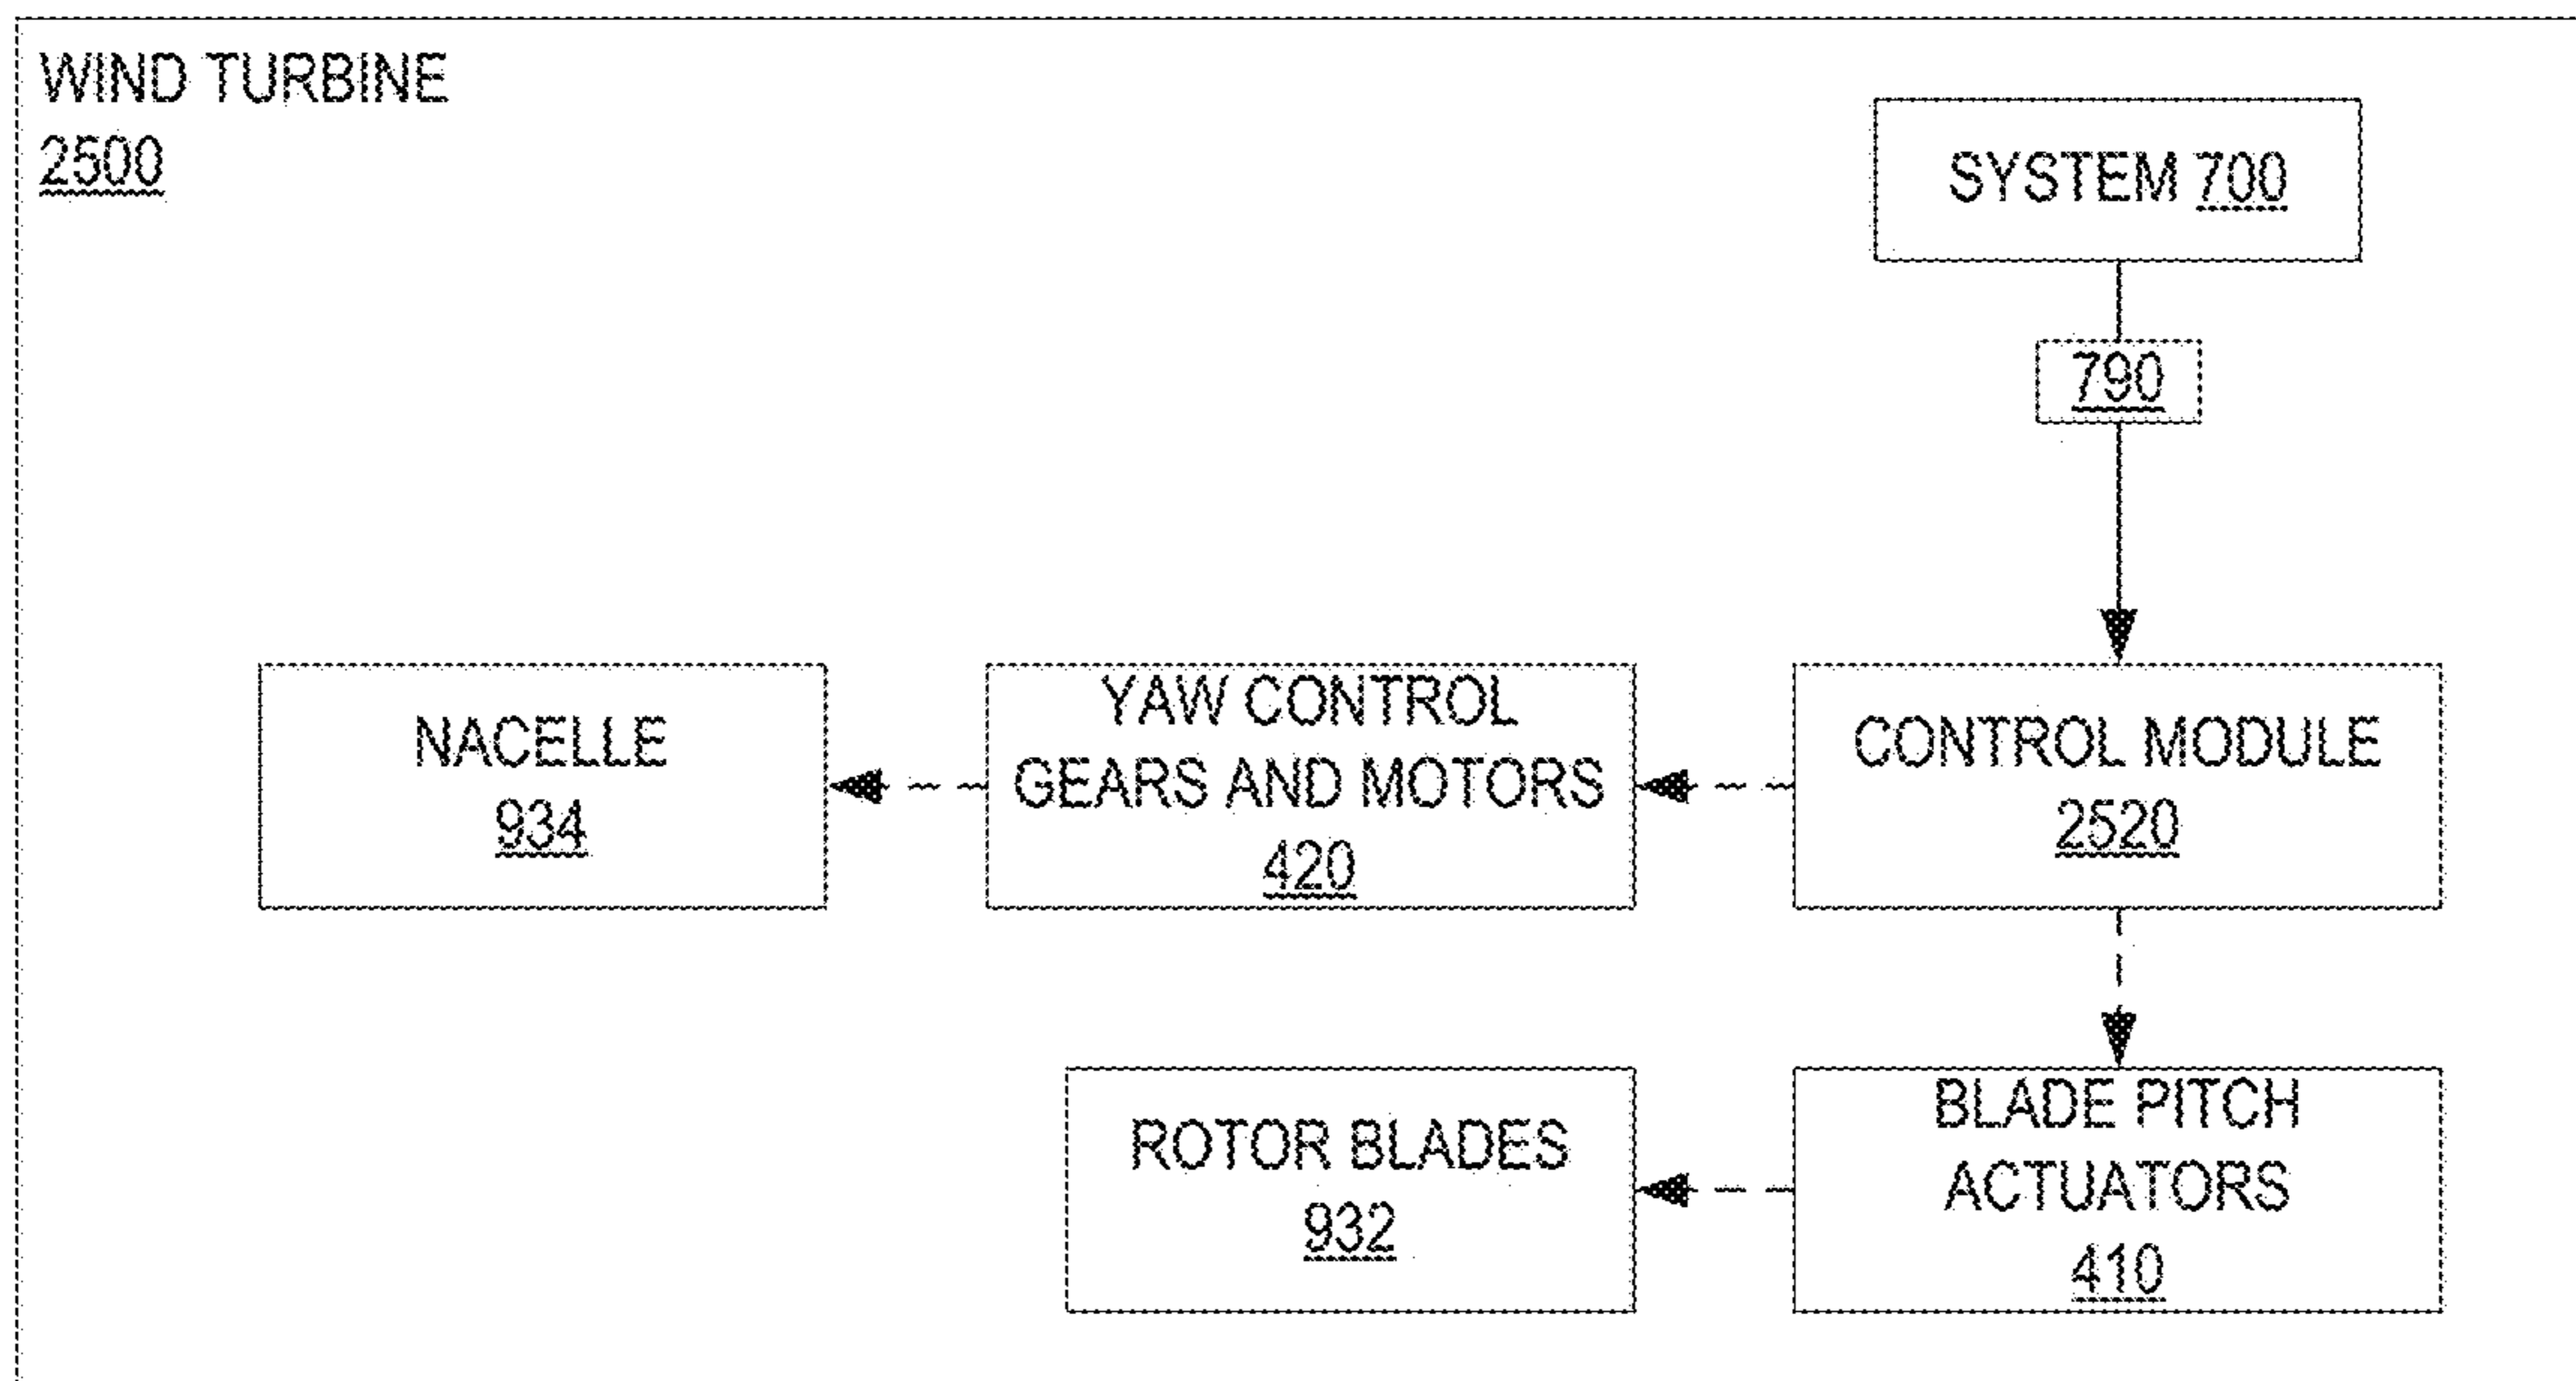 WIND TURBINE
2500
SYSTEM 700
790
NACELLE
934
YAW CONTROL
GEARS AND MOTORS
420
CONTROL MODULE
2520
ROTOR BLADES
932
BLADE PITCH
ACTUATORS
410